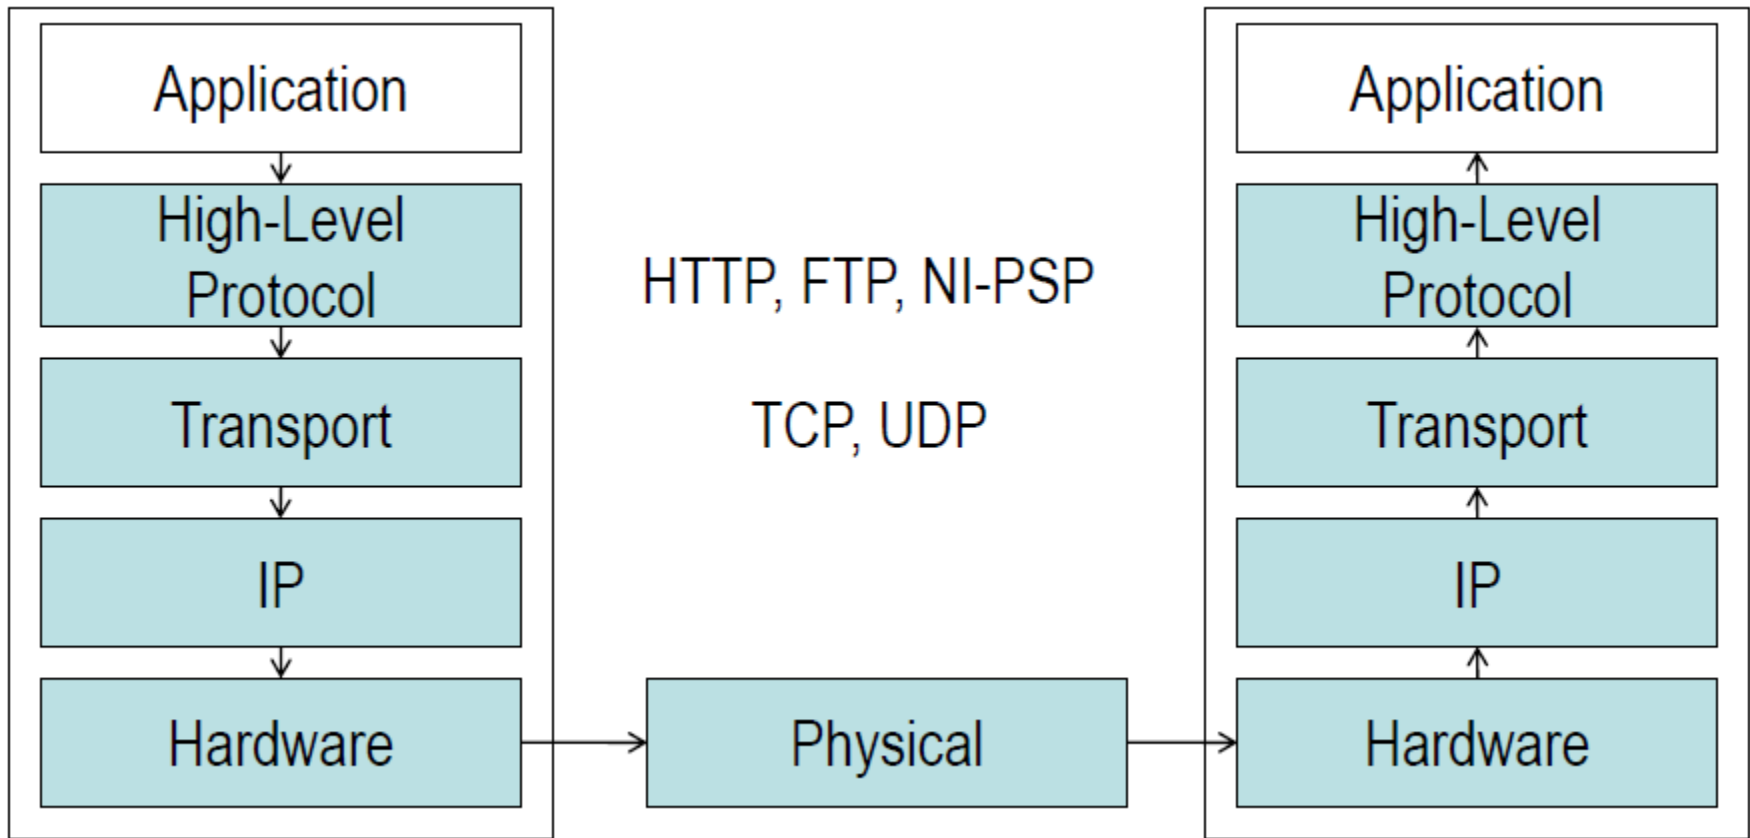 Application
High-Level
Protocol
Transport
IP
Hardware
HTTP, FTP, NI-PSP
TCP, UDP
Physical
Application
High-Level
Protocol
Transport
IP
Hardware